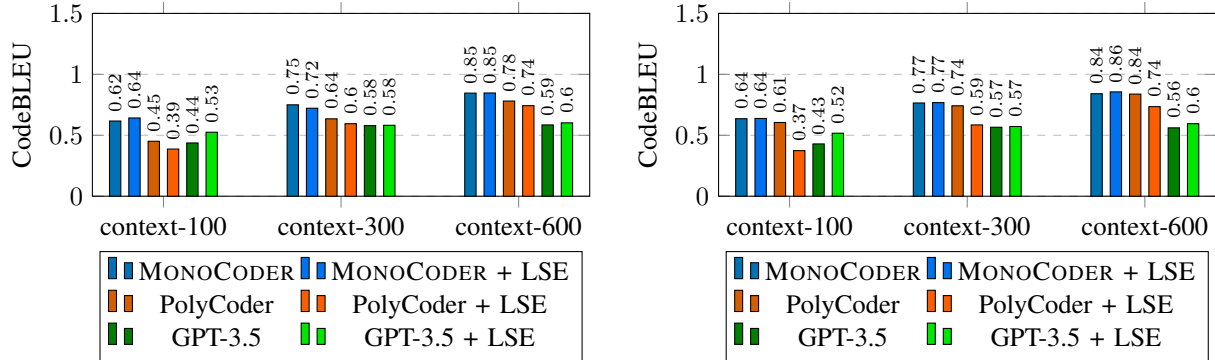 1.5
1
0.5
0
CodeBLEU
0.62 0.64 0.45 0.39 0.44 0.53
0.75 0.72 0.64 0.6 0.58 0.58
0.85 0.85 0.78 0.74 0.59 0.6
context-100 context-300 context-600
MONOCODER MONOCODER + LSE
PolyCoder PolyCoder + LSE
GPT-3.5 GPT-3.5 + LSE
1.5
1
0.5
0
CodeBLEU
0.64 0.64 0.61 0.37 0.43 0.52
0.77 0.77 0.74 0.59 0.57 0.57
0.84 0.86 0.84 0.74 0.56 0.6
context-100 context-300 context-600
MONOCODER MONOCODER + LSE
PolyCoder PolyCoder + LSE
GPT-3.5 GPT-3.5 + LSE